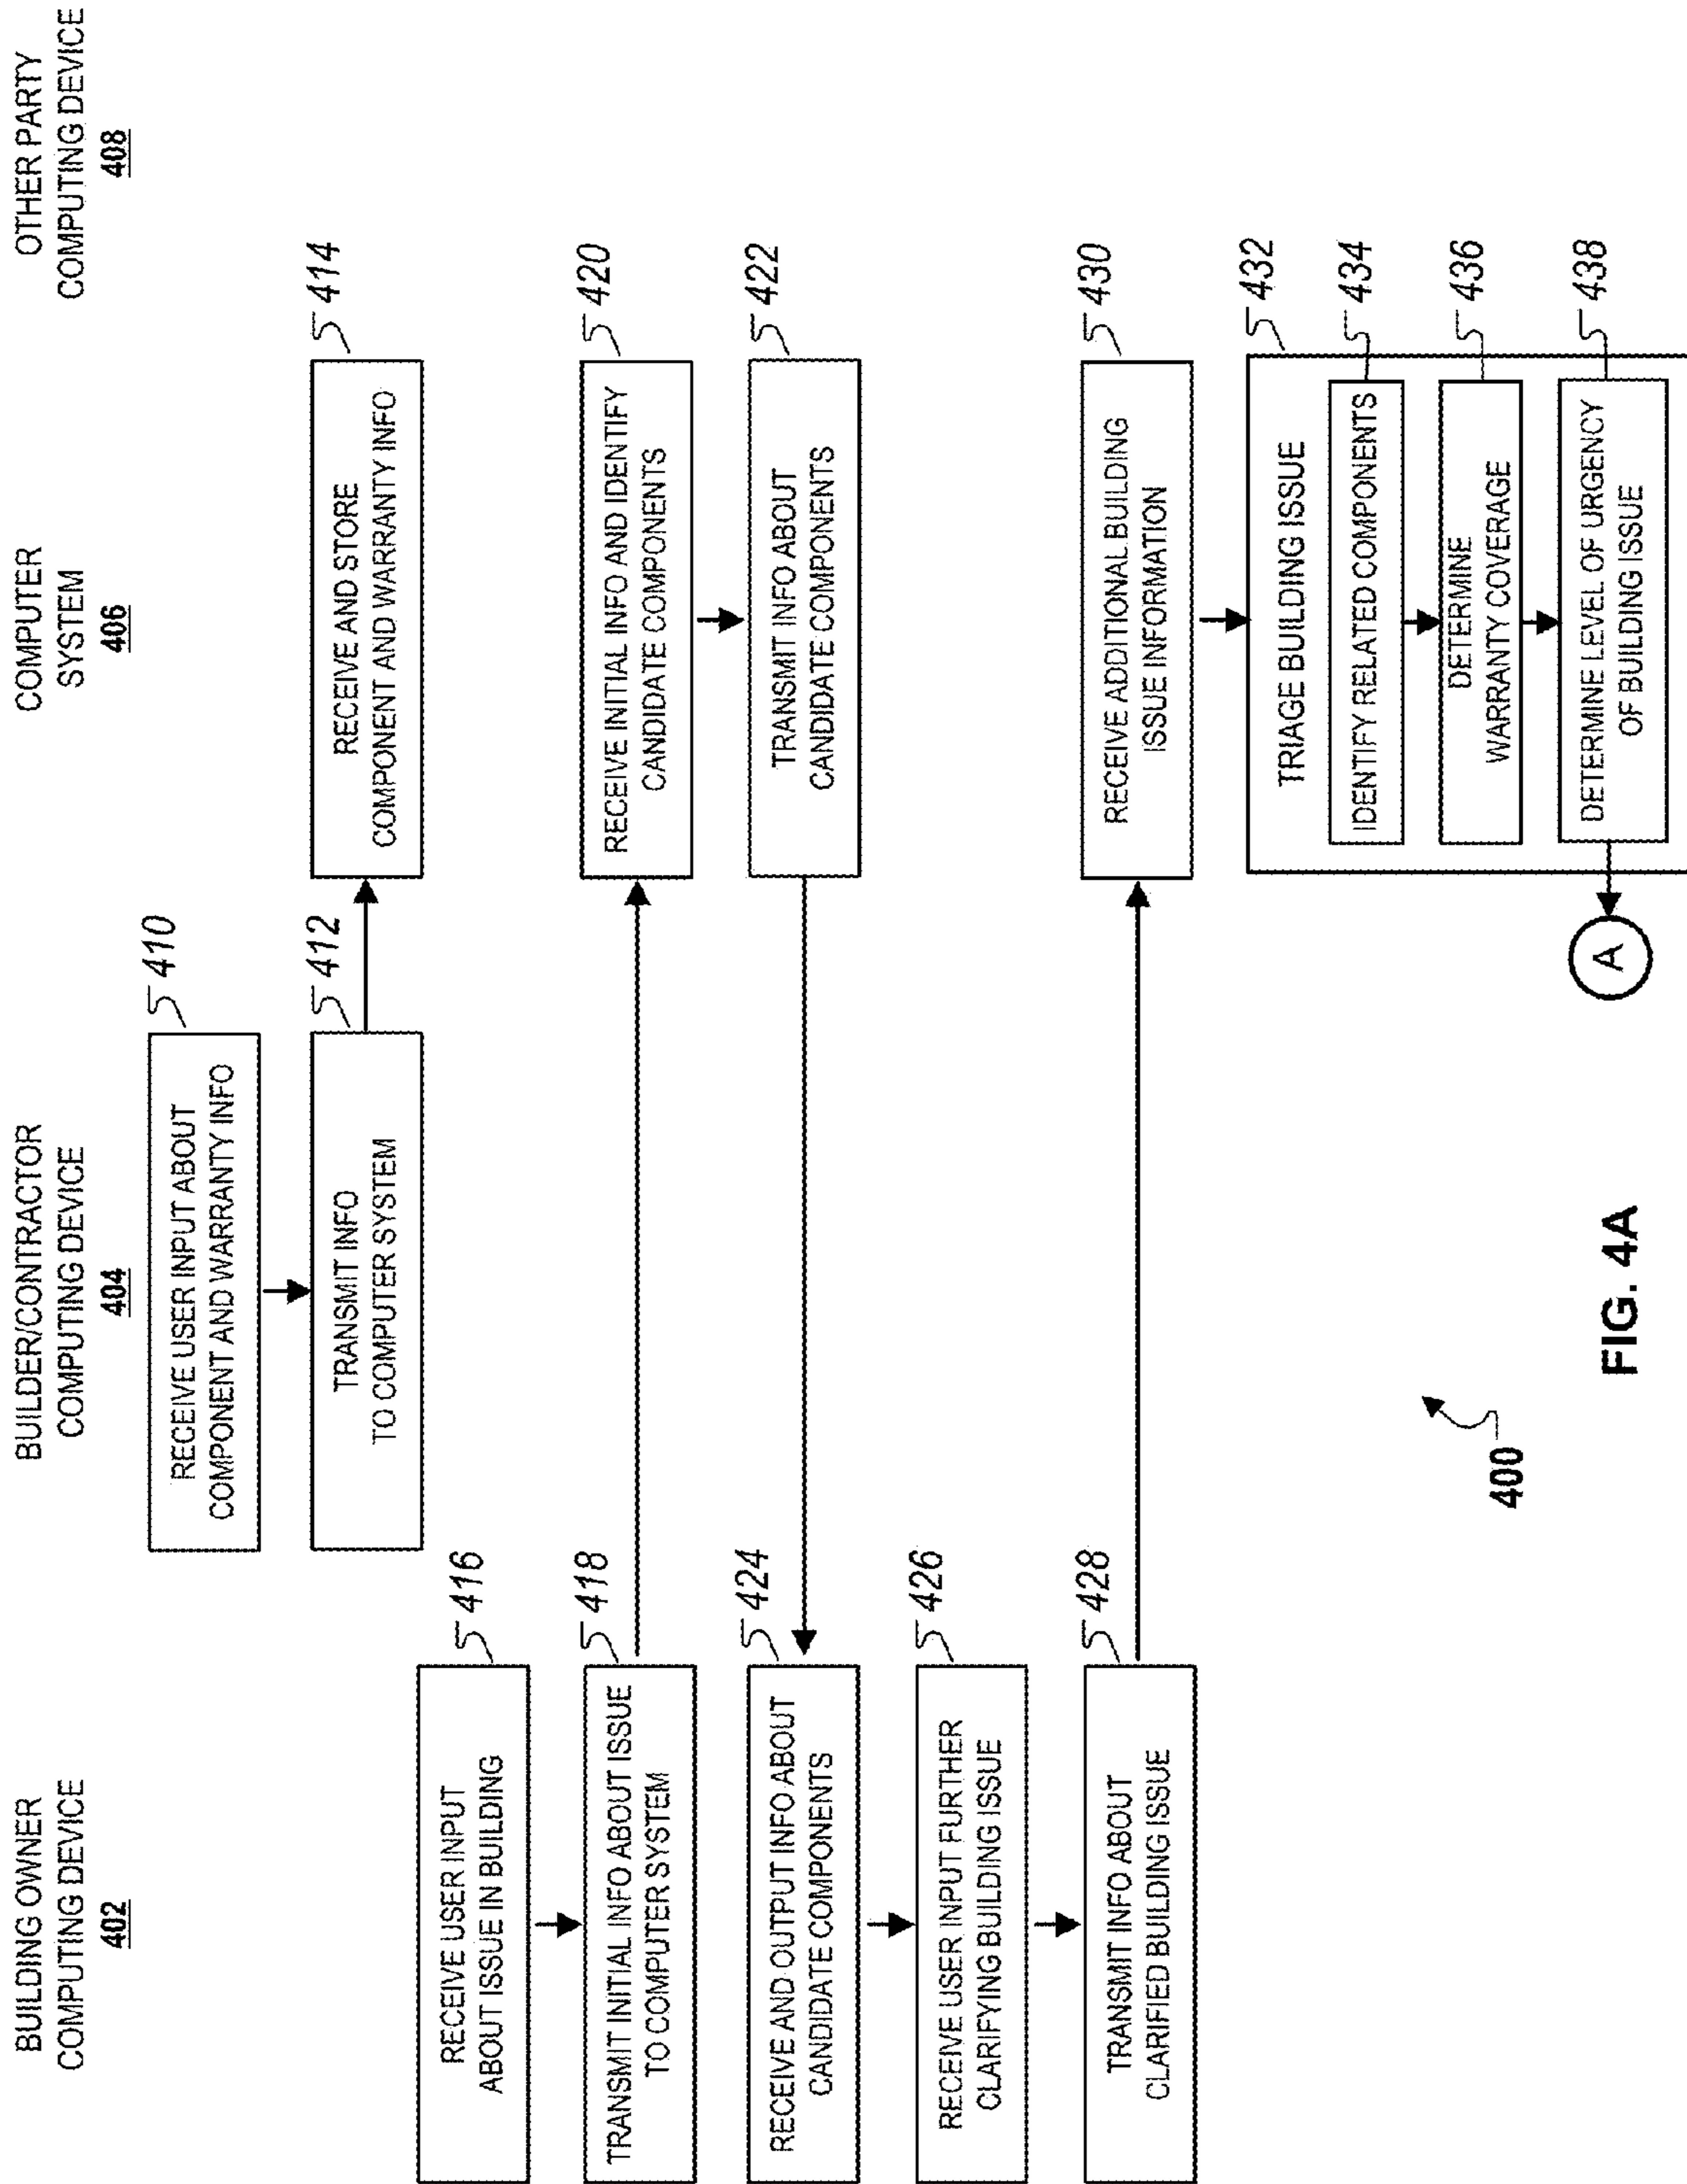 BUILDING OWNER
COMPUTING DEVICE
402
BUILDER/CONTRACTOR
COMPUTING DEVICE
404
COMPUTER
SYSTEM
406
OTHER PARTY
COMPUTING DEVICE
408
RECEIVE USER INPUT ABOUT
COMPONENT AND WARRANTY INFO
410
TRANSMIT INFO
TO COMPUTER SYSTEM
412
RECEIVE AND STORE
COMPONENT AND WARRANTY INFO
414
RECEIVE USER INPUT
ABOUT ISSUE IN BUILDING
416
TRANSMIT INITIAL INFO ABOUT ISSUE
TO COMPUTER SYSTEM
418
RECEIVE INITIAL INFO AND IDENTIFY
CANDIDATE COMPONENTS
420
TRANSMIT INFO ABOUT
CANDIDATE COMPONENTS
422
RECEIVE AND OUTPUT INFO ABOUT
CANDIDATE COMPONENTS
424
RECEIVE USER INPUT FURTHER
CLARIFYING BUILDING ISSUE
426
TRANSMIT INFO ABOUT
CLARIFIED BUILDING ISSUE
428
RECEIVE ADDITIONAL BUILDING
ISSUE INFORMATION
430
TRIAGE BUILDING ISSUE
432
IDENTIFY RELATED COMPONENTS
434
DETERMINE
WARRANTY COVERAGE
436
DETERMINE LEVEL OF URGENCY
OF BUILDING ISSUE
438
A
400
FIG. 4A